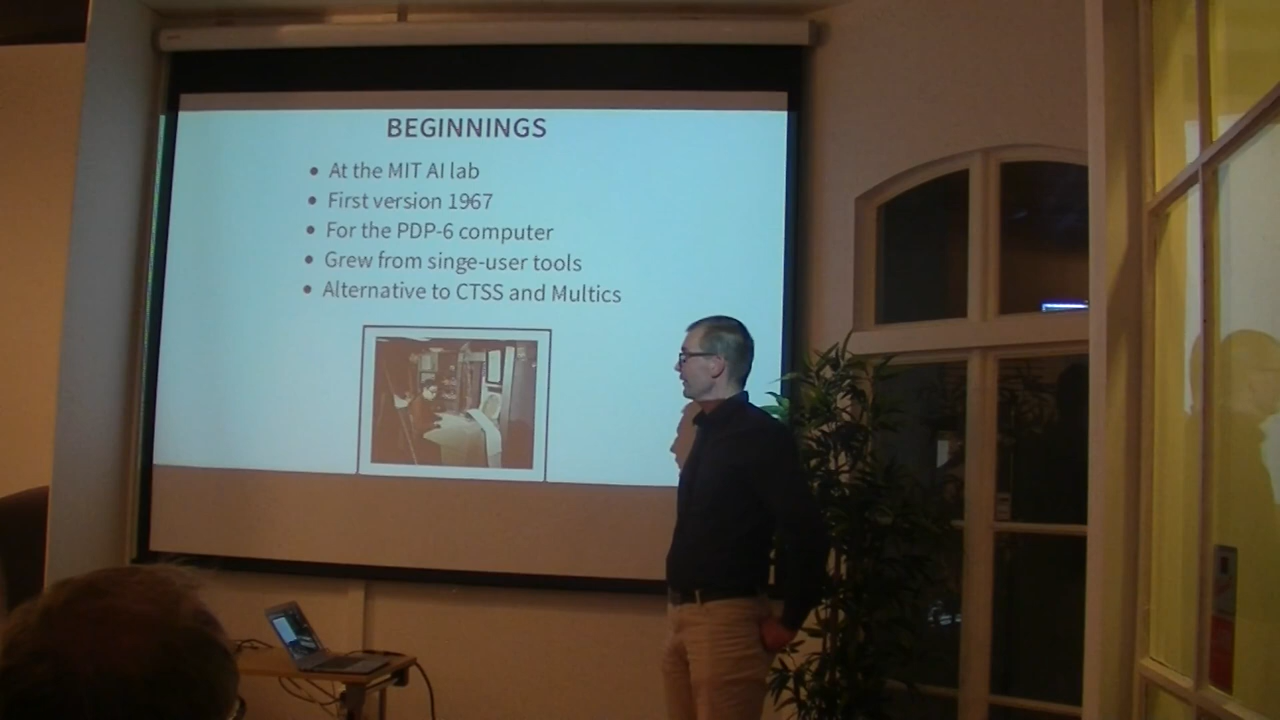 BEGINNINGS
At the MIT AI lab
First version 1967
For the PDP-6 computer
Grew from singe-user tools
Alternative to CTSS and Multics